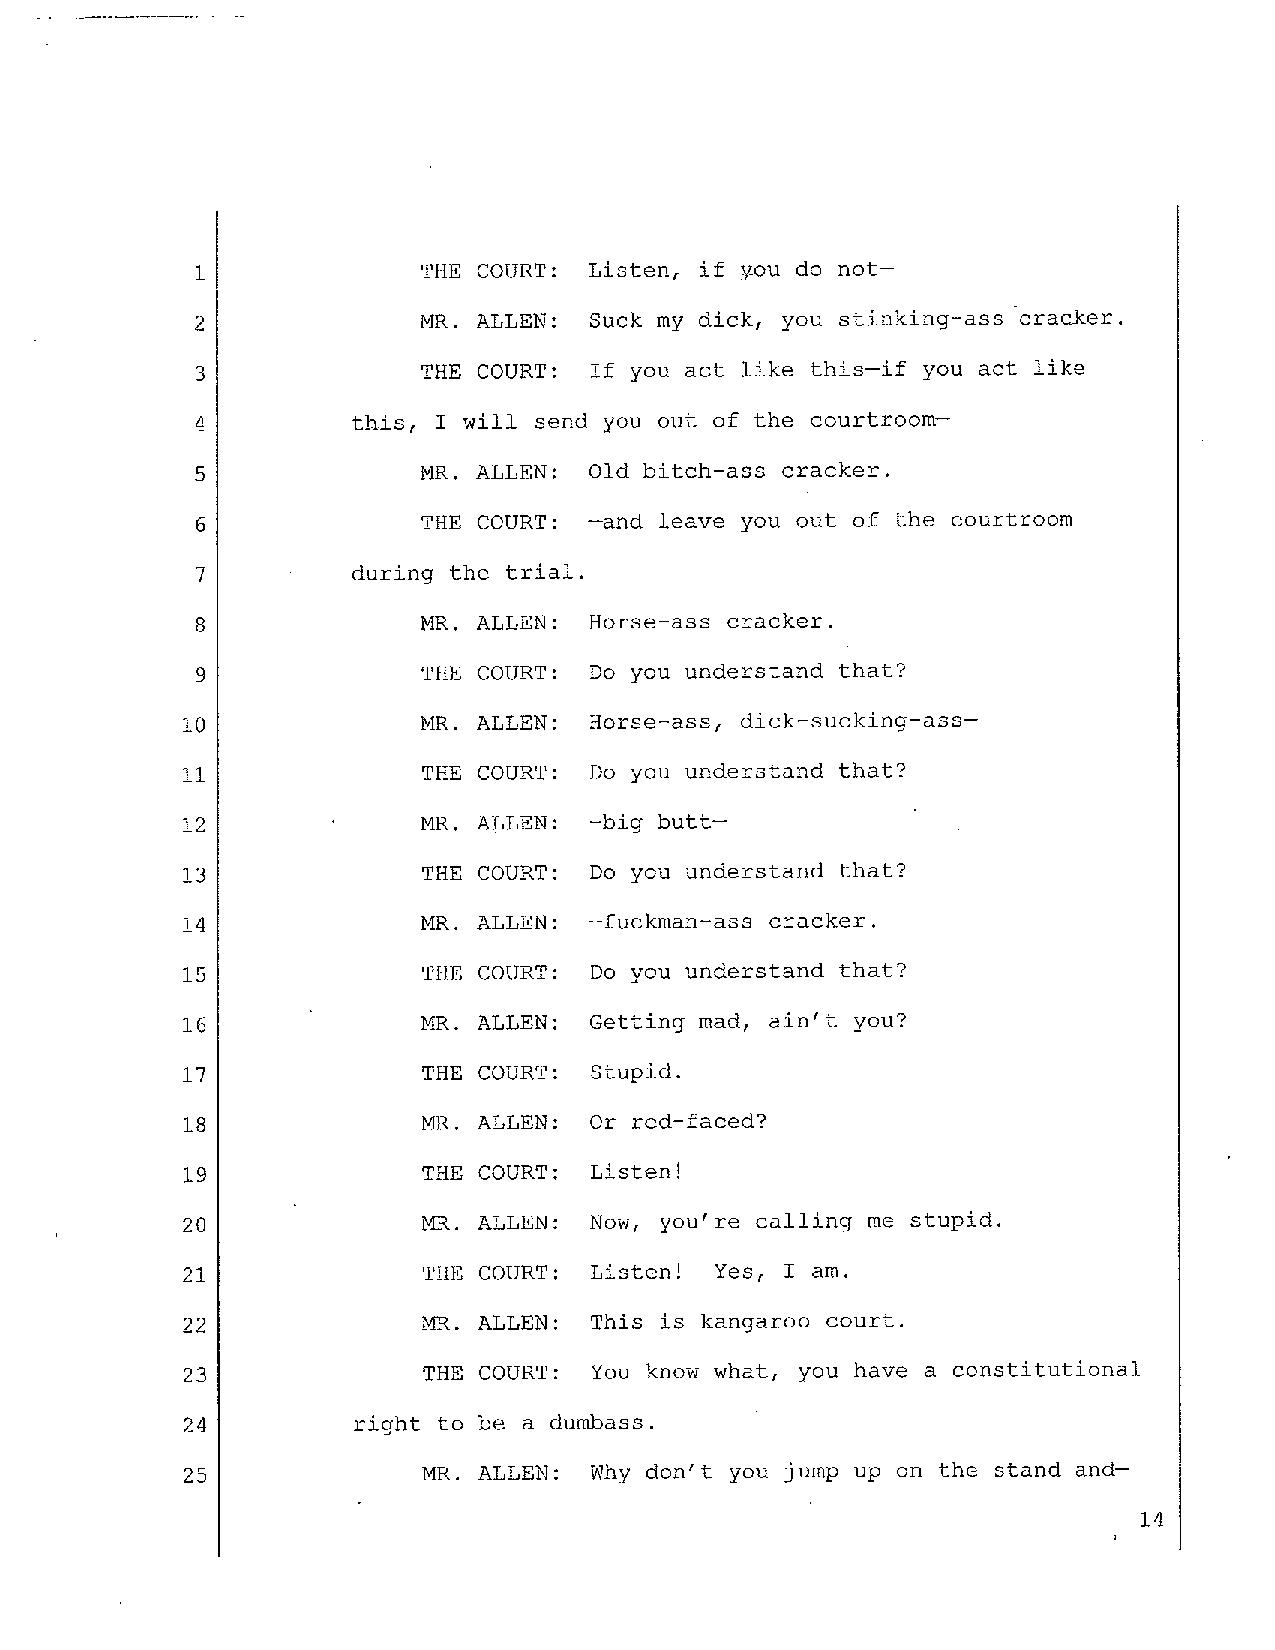 1 THE COURT: Listen, if you do not—
2 MR. ALLEN: Suck my dick, you stinking-ass cracker.
3 THE COURT: If you act like this—if you act like
4 this, I will send you out of the courtroom—
5 MR. ALLEN: Old bitch-ass cracker.
6 THE COURT: —and leave you out of the courtroom
7 during the trial.
8 MR. ALLEN: Horse-ass cracker.
9 THE COURT: Do you understand that?
10 MR. ALLEN: Horse-ass, dick-sucking-ass—
11 THE COURT: Do you understand that?
12 MR. ALLEN: —big butt—
13 THE COURT: Do you understand that?
14 MR. ALLEN: —fuckman-ass cracker.
15 THE COURT: Do you understand that?
16 MR. ALLEN: Getting mad, ain't you?
17 THE COURT: Stupid.
18 MR. ALLEN: Or red-faced?
19 THE COURT: Listen!
20 MR. ALLEN: Now, you're calling me stupid.
21 THE COURT: Listen! Yes, I am.
22 MR. ALLEN: This is kangaroo court.
23 THE COURT: You know what, you have a constitutional
24 right to be a dumbass.
25 MR. ALLEN: Why don't you jump up on the stand and—
14